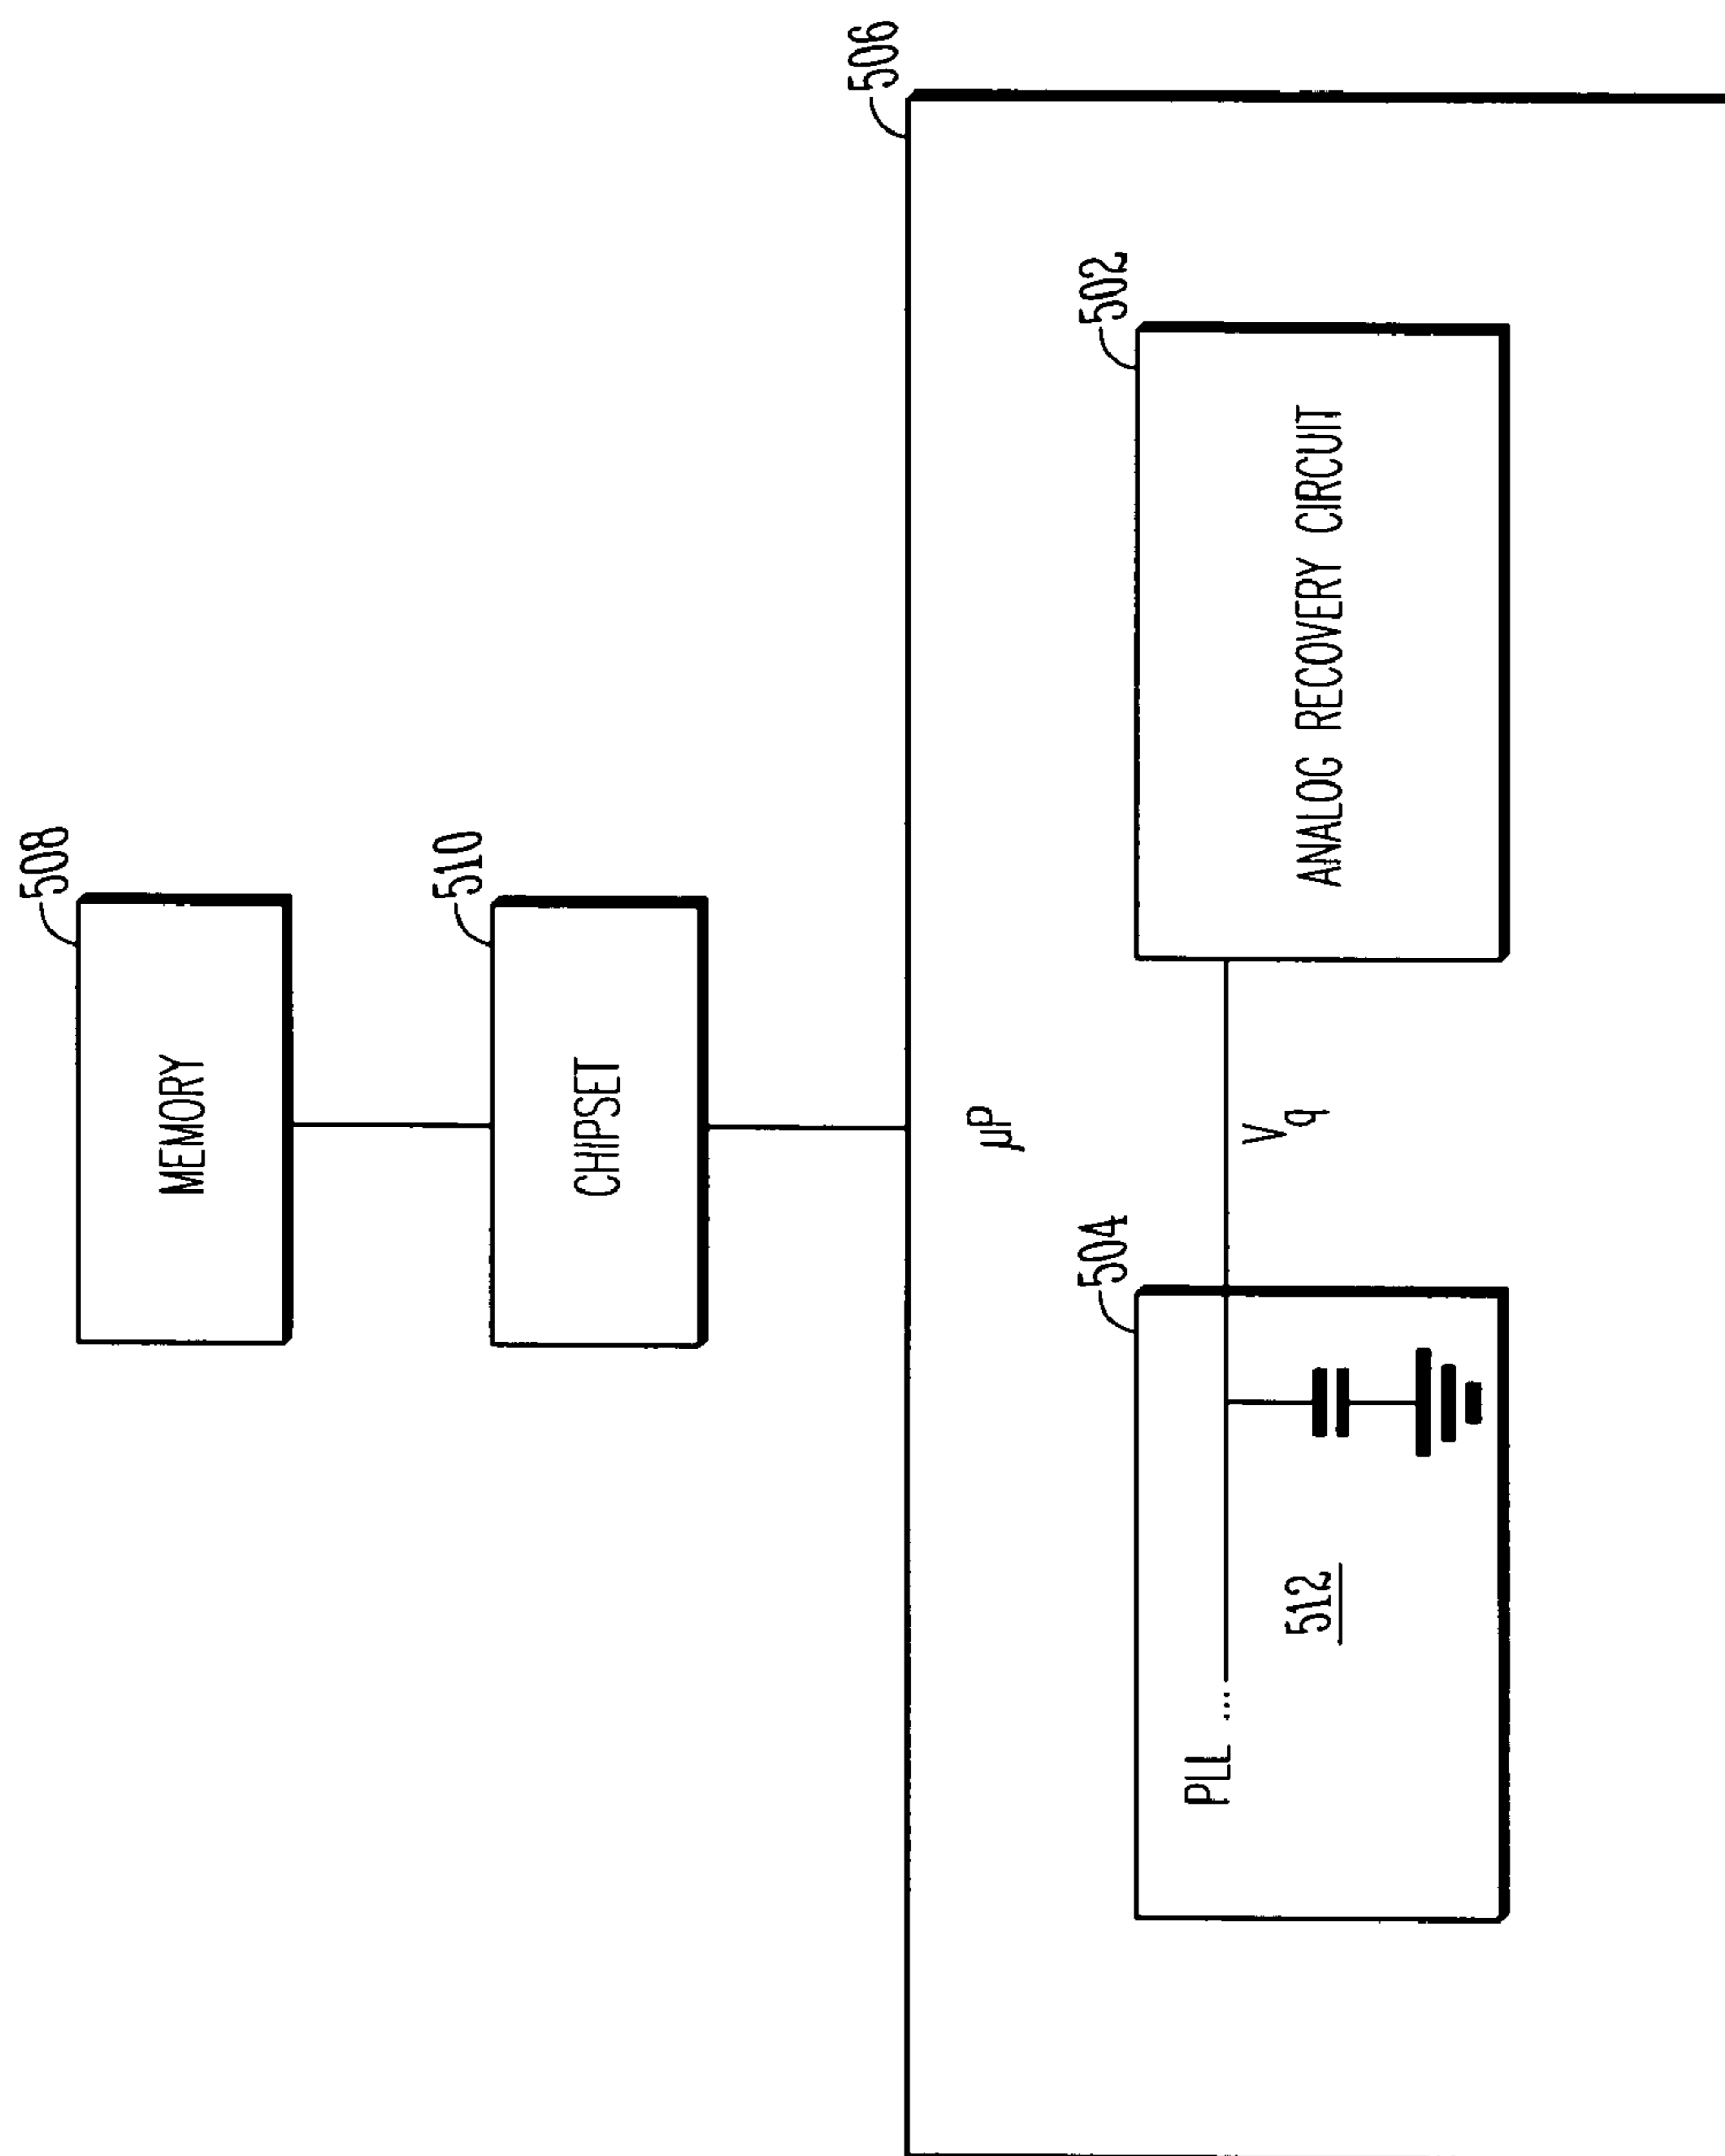 508
MEMORY
510
CHIPSET
506
µP
504
502
PLL ...
Vq
512
ANALOG RECOVERY CIRCUIT